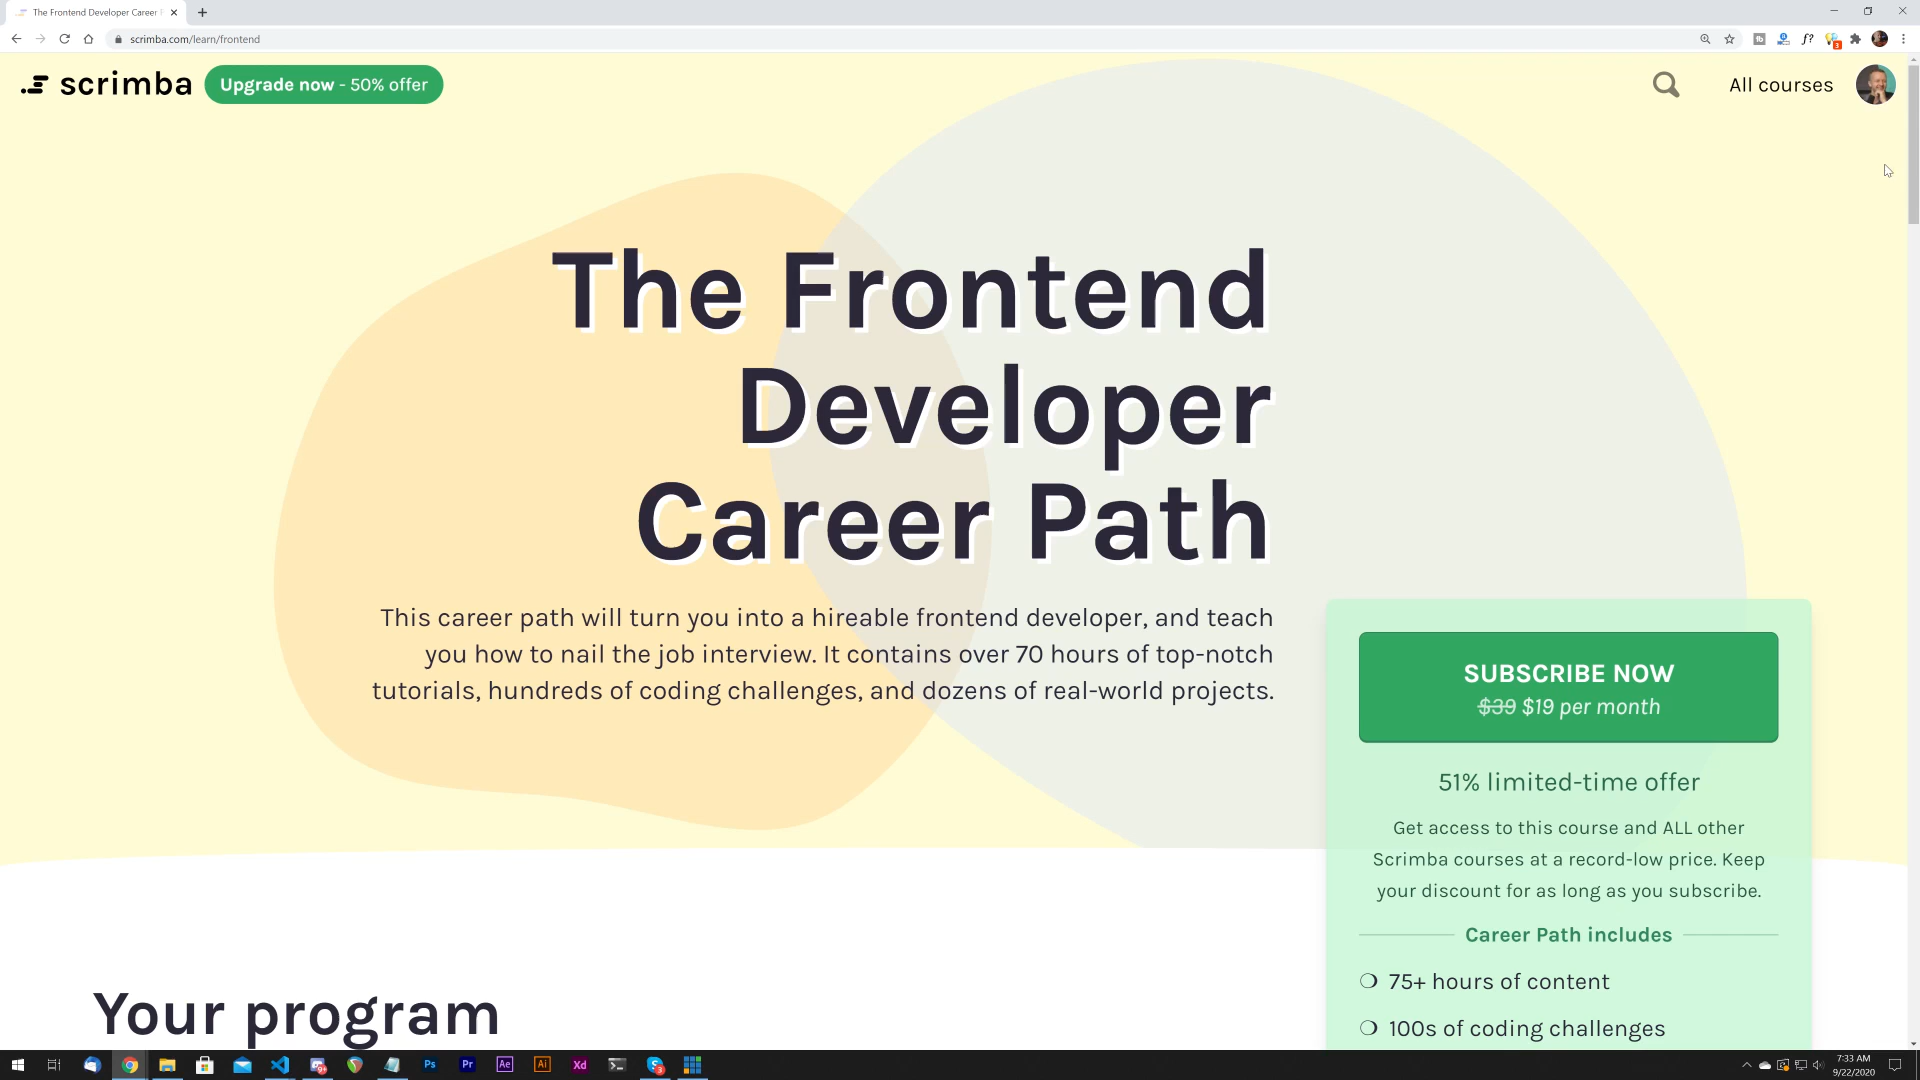 The Frontend Developer Career P
scrimba.com/learn/frontend
scrimba
Upgrade now - 50% offer
All courses
The Frontend
Developer
Career Path
This career path will turn you into a hireable frontend developer, and teach
you how to nail the job interview. It contains over 70 hours of top-notch
tutorials, hundreds of coding challenges, and dozens of real-world projects.
SUBSCRIBE NOW
$39 $19 per month
51% limited-time offer
Get access to this course and ALL other
Scrimba courses at a record-low price. Keep
your discount for as long as you subscribe.
Career Path includes
75+ hours of content
100s of coding challenges
Your program
Ps
Pr
Ae
Ai
Xd
7:33 AM
9/22/2020